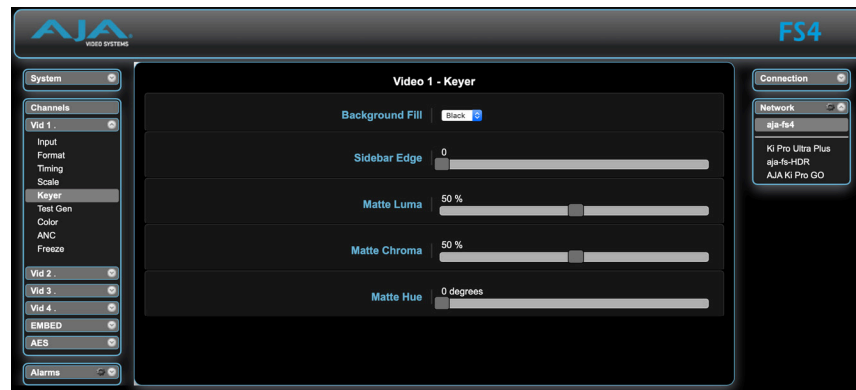 AJA
VIDEO SYSTEMS
FS4
System
Channels
Vid 1 .
Input
Format
Timing
Scale
Keyer
Test Gen
Color
ANC
Freeze
Vid 2 .
Vid 3 .
Vid 4 .
EMBED
AES
Alarms
Video 1 - Keyer
Background Fill
Black
Sidebar Edge
0
Matte Luma
50 %
Matte Chroma
50 %
Matte Hue
0 degrees
Connection
Network
aja-fs4
Ki Pro Ultra Plus
aja-fs-HDR
AJA Ki Pro GO